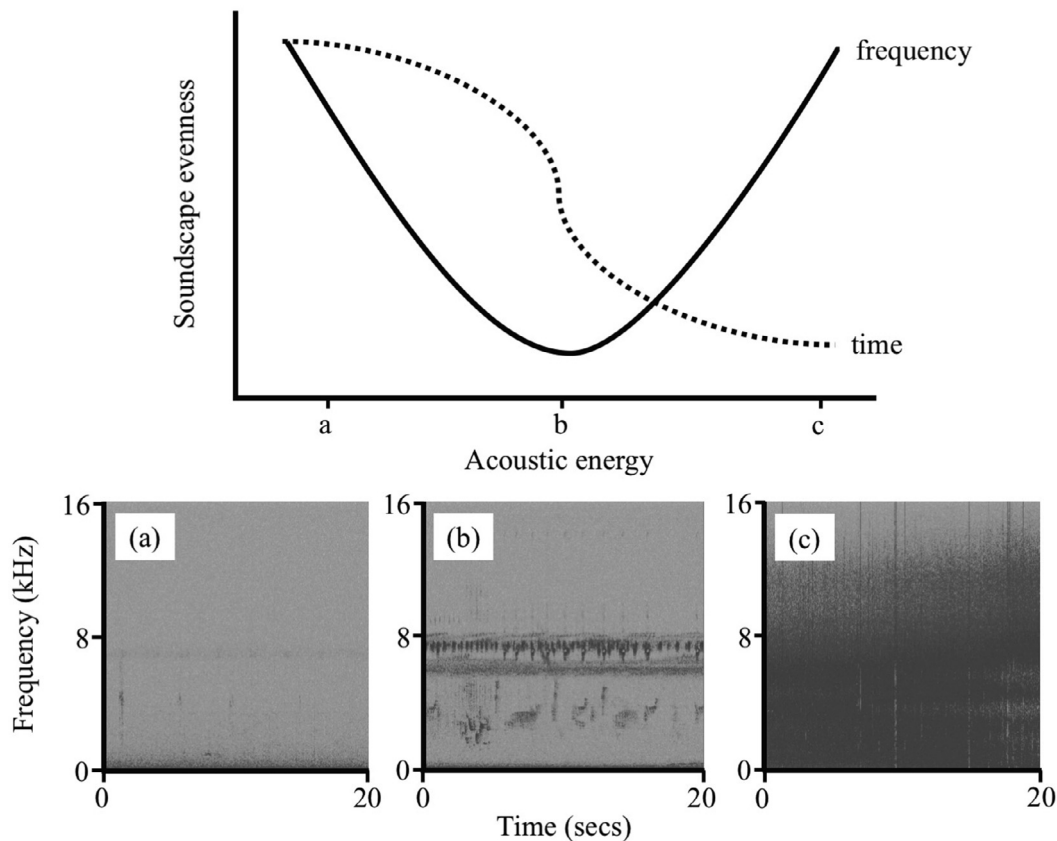 Soundscape evenness
frequency
time
a
b
c
Acoustic energy
Frequency (kHz)
16
8
0
(a)
0
20
16
8
0
(b)
0
20
16
8
0
(c)
0
20
Time (secs)